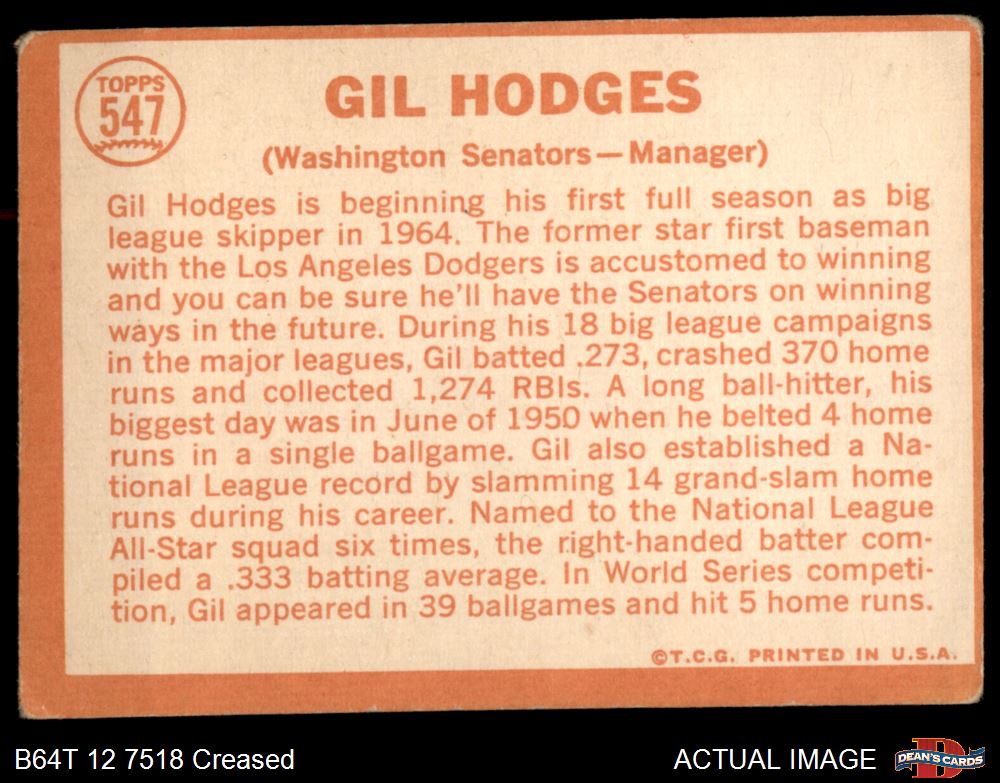 TOPPS
547
GIL HODGES
(Washington Senators — Manager)
Gil Hodges is beginning his first full season as big
league skipper in 1964. The former star first baseman
with the Los Angeles Dodgers is accustomed to winning
and you can be sure he'll have the Senators on winning
ways in the future. During his 18 big league campaigns
in the major leagues, Gil batted .273, crashed 370 home
runs and collected 1,274 RBIs. A long ball-hitter, his
biggest day was in June of 1950 when he belted 4 home
runs in a single ballgame. Gil also established a Na-
tional League record by slamming 14 grand-slam home
runs during his career. Named to the National League
All-Star squad six times, the right-handed batter com-
piled a .333 batting average. In World Series competi-
tion, Gil appeared in 39 ballgames and hit 5 home runs.
©T.C.G. PRINTED IN U.S.A.
B64T 12 7518 Creased
ACTUAL IMAGE
D
DEAN'S CARDS